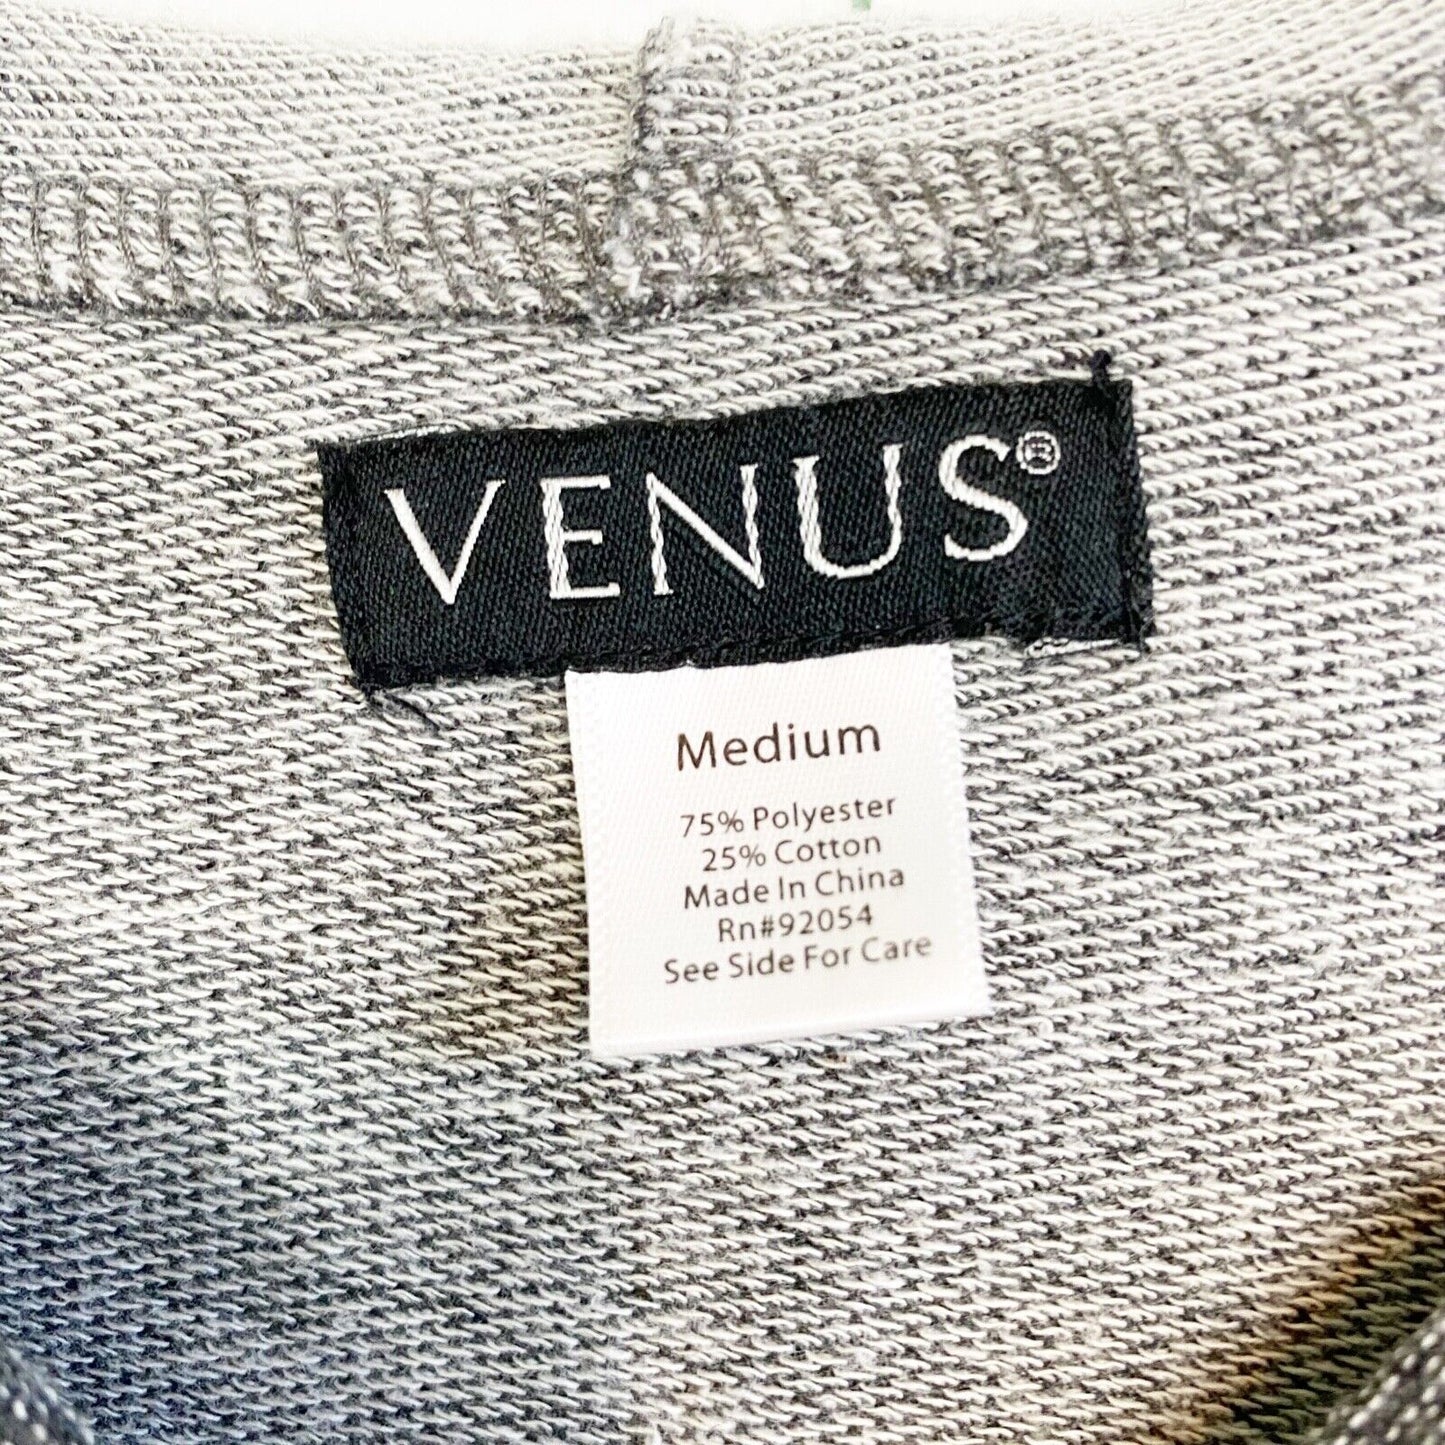 VENUS®
Medium
75% Polyester
25% Cotton
Made In China
Rn#92054
See Side For Care